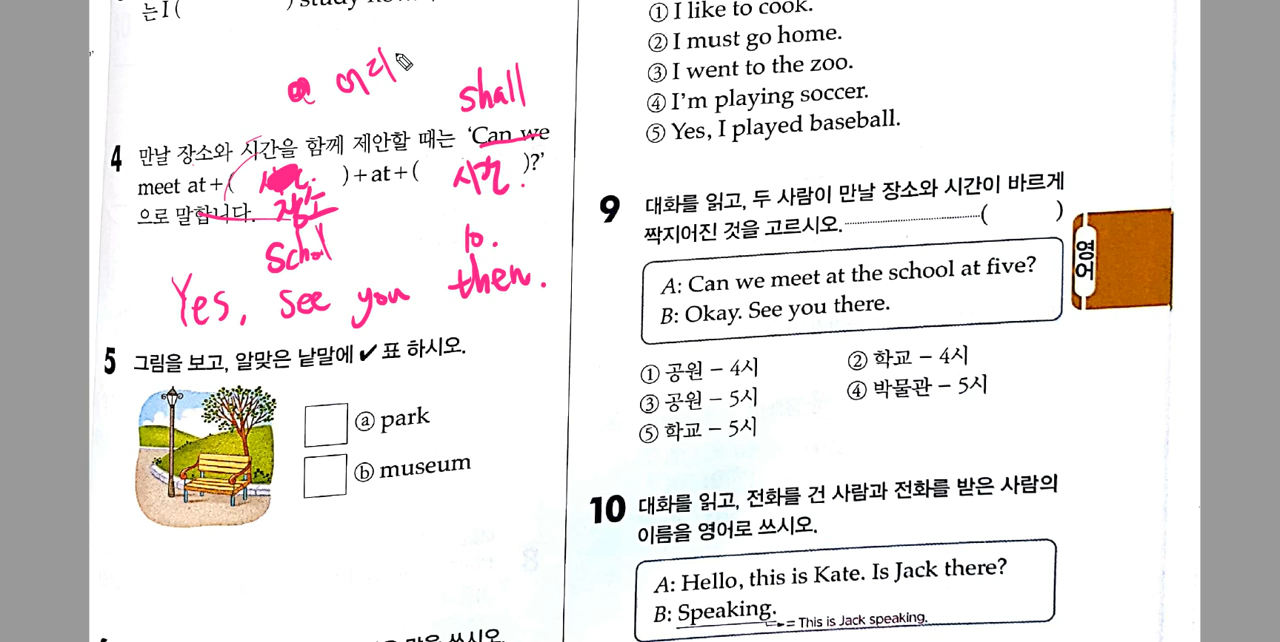 는 I (
) study
어디
shall
4 만날 장소와 시간을 함께 제안할 때는 ‘Can we
meet at+( )+at+( 시간. )?’
으로 말합니다. 장소
10.
Yes, see you then.
5 그림을 보고, 알맞은 낱말에 ✔ 표 하시오.
ⓐ park
ⓑ museum
쓰시오.
① I like to cook.
② I must go home.
③ I went to the zoo.
④ I’m playing soccer.
⑤ Yes, I played baseball.
9 대화를 읽고, 두 사람이 만날 장소와 시간이 바르게
짝지어진 것을 고르시오. ( )
A: Can we meet at the school at five?
B: Okay. See you there.
① 공원 – 4시 ② 학교 – 4시
③ 공원 – 5시 ④ 박물관 – 5시
⑤ 학교 – 5시
10 대화를 읽고, 전화를 건 사람과 전화를 받은 사람의
이름을 영어로 쓰시오.
A: Hello, this is Kate. Is Jack there?
B: Speaking.
= This is Jack speaking.
영어